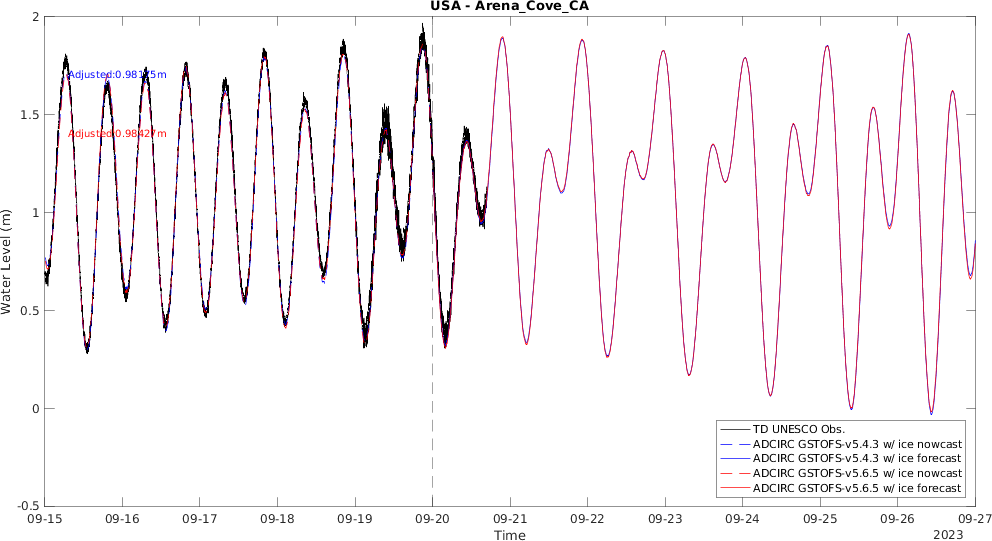 USA - Arena_Cove_CA
2
Adjusted:0.98175m
1.5
Adjusted:0.98427m
1
Water Level (m)
0.5
0
TD UNESCO Obs.
ADCIRC GSTOFS-v5.4.3 w/ ice nowcast
ADCIRC GSTOFS-v5.4.3 w/ ice forecast
ADCIRC GSTOFS-v5.6.5 w/ ice nowcast
ADCIRC GSTOFS-v5.6.5 w/ ice forecast
-0.5
09-15 09-16 09-17 09-18 09-19 09-20 09-21 09-22 09-23 09-24 09-25 09-26 09-27
Time
2023